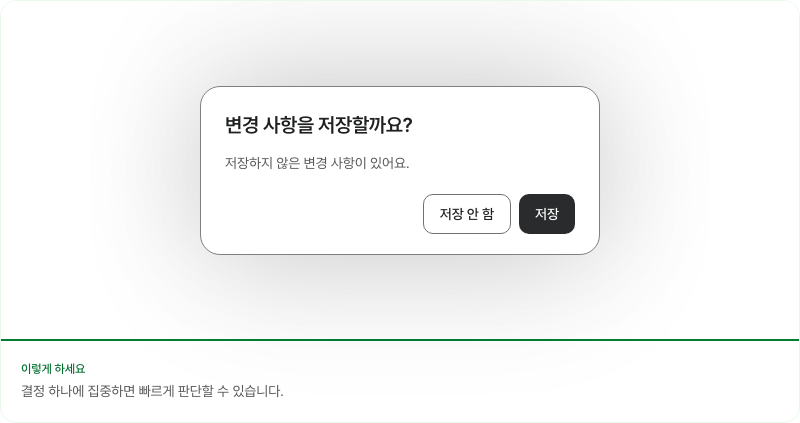 변경 사항을 저장할까요?
저장하지 않은 변경 사항이 있어요.
저장 안 함
저장
이렇게 하세요
결정 하나에 집중하면 빠르게 판단할 수 있습니다.